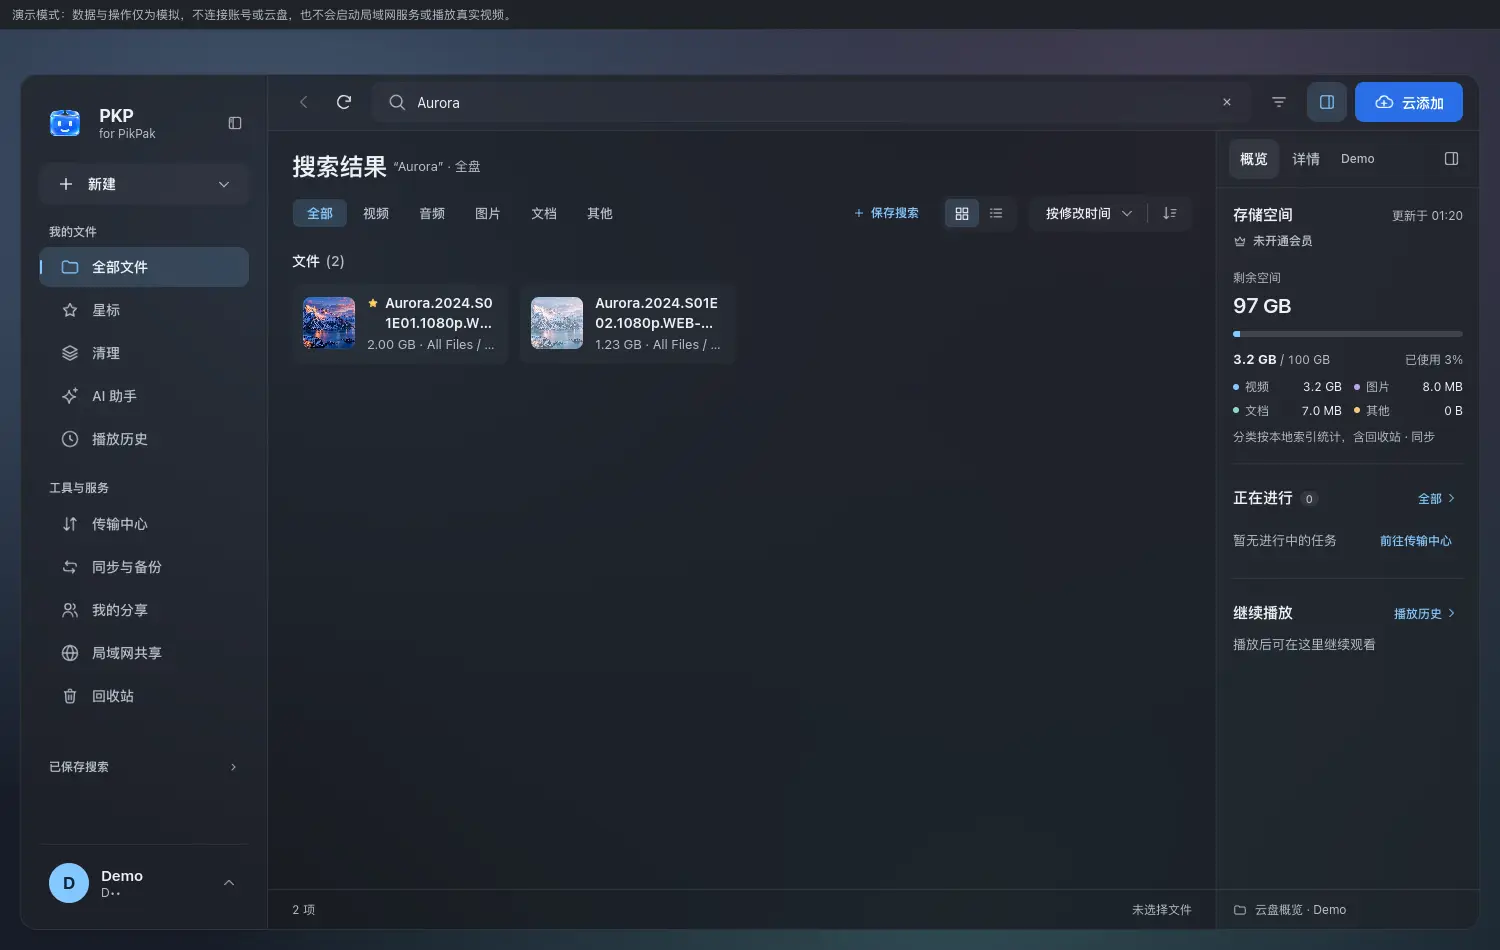 演示模式：数据与操作仅为模拟，不连接账号或云盘，也不会启动局域网服务或播放真实视频。
PKP
for PikPak
新建
我的文件
全部文件
星标
清理
AI 助手
播放历史
工具与服务
传输中心
同步与备份
我的分享
局域网共享
回收站
已保存搜索
D
Demo
D••
Aurora
云添加
搜索结果 “Aurora” · 全盘
全部 视频 音频 图片 文档 其他
+ 保存搜索
按修改时间
文件 (2)
Aurora.2024.S0
1E01.1080p.W...
2.00 GB · All Files / ...
Aurora.2024.S01E
02.1080p.WEB-...
1.23 GB · All Files / ...
2 项
未选择文件
概览 详情 Demo
存储空间 更新于 01:20
未开通会员
剩余空间
97 GB
3.2 GB / 100 GB 已使用 3%
视频 3.2 GB 图片 8.0 MB
文档 7.0 MB 其他 0 B
分类按本地索引统计，含回收站 · 同步
正在进行 0 全部
暂无进行中的任务 前往传输中心
继续播放 播放历史
播放后可在这里继续观看
云盘概览 · Demo